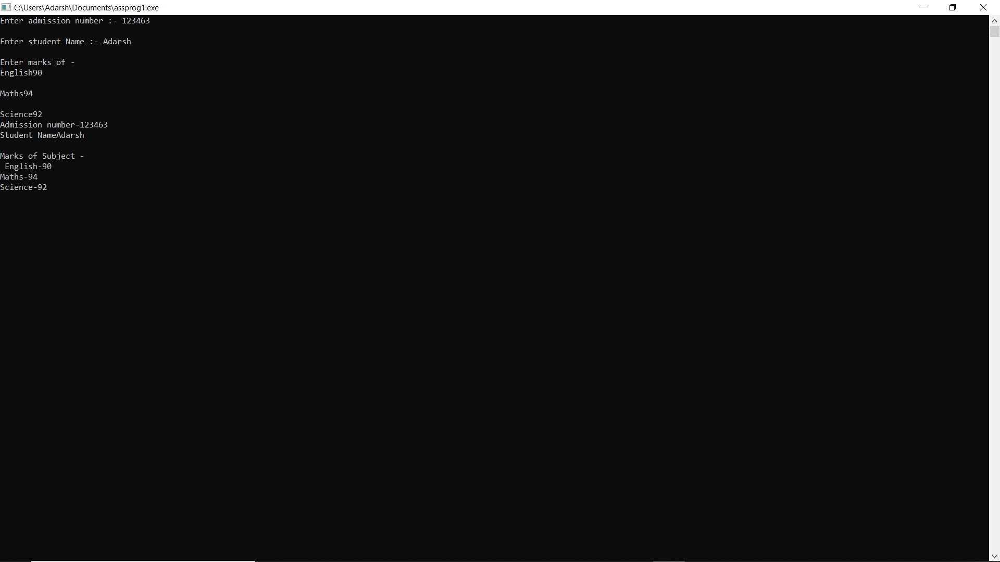 C:\Users\Adarsh\Documents\assprog1.exe
Enter admission number :- 123463
Enter student Name :- Adarsh
Enter marks of -
English90
Maths94
Science92
Admission number-123463
Student NameAdarsh
Marks of Subject -
English-90
Maths-94
Science-92